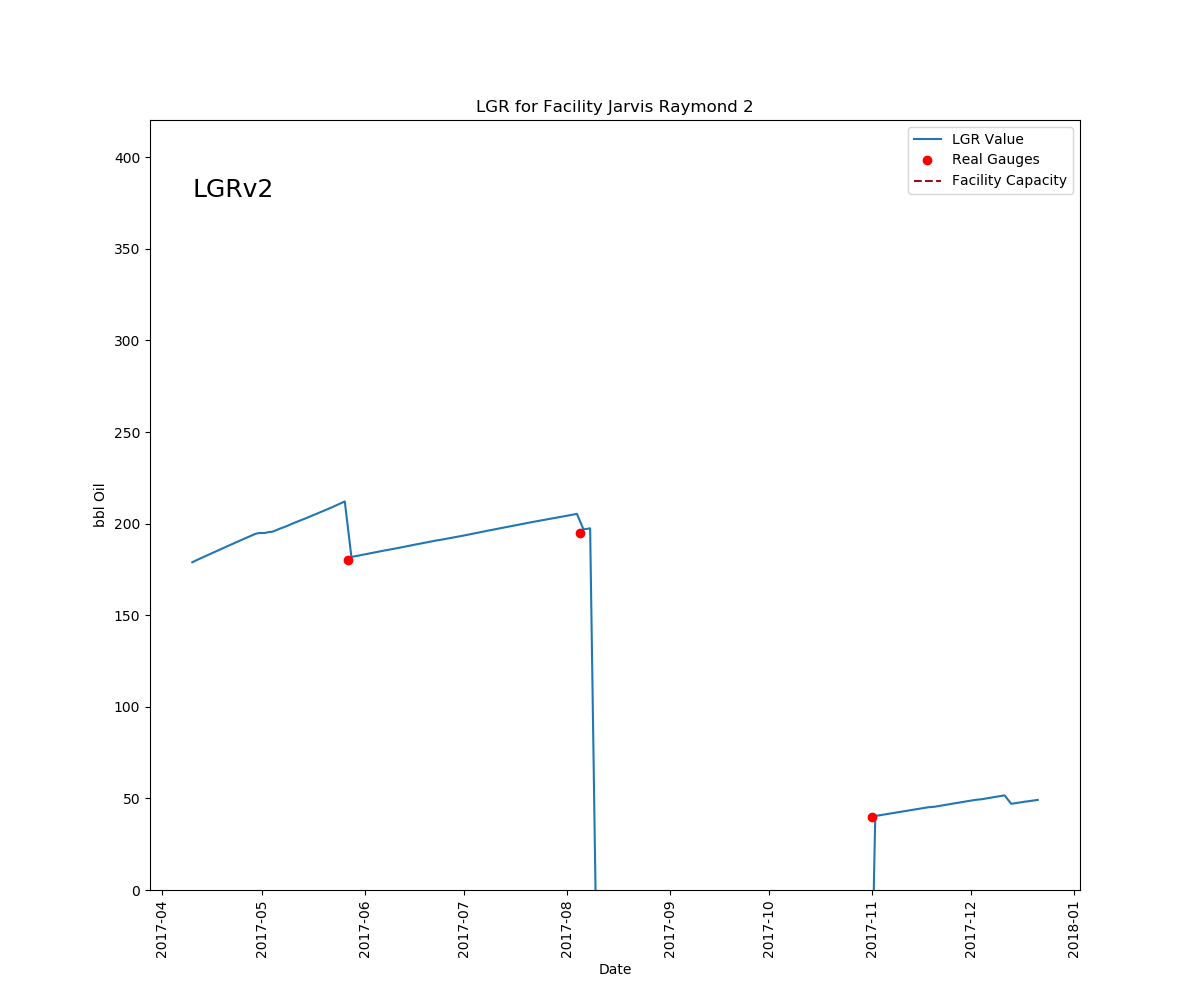 LGR for Facility Jarvis Raymond 2
LGRv2
LGR Value
Real Gauges
Facility Capacity
400
350
300
250
200
150
100
50
0
bbl Oil
2017-04
2017-05
2017-06
2017-07
2017-08
2017-09
2017-10
2017-11
2017-12
2018-01
Date